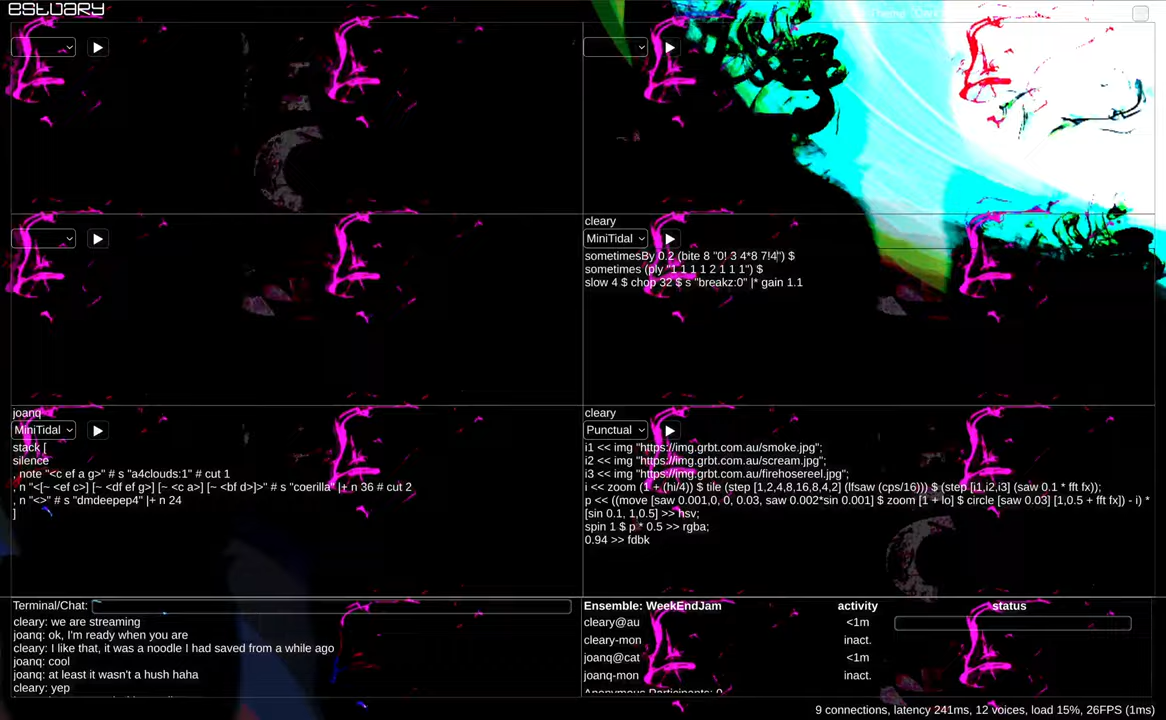 estuary
cleary
MiniTidal
sometimesBy 0.2 (bite 8 "0! 3 4*8 7!4") $
sometimes (ply "1 1 1 1 2 1 1 1") $
slow 4 $ chop 32 $ s "breakz:0" |* gain 1.1
joanq
MiniTidal
stack [
silence
, note "<c ef a g>" # s "a4clouds:1" # cut 1
, n "<[~ <ef c>] [~ <df ef g>] [~ <c a>] [~ <bf d>]>" # s "coerilla" |+ n 36 # cut 2
, n "<>" # s "dmdeepep4" |+ n 24
]
cleary
Punctual
i1 << img "https://img.grbt.com.au/smoke.jpg";
i2 << img "https://img.grbt.com.au/scream.jpg";
i3 << img "https://img.grbt.com.au/firehosereel.jpg";
i << zoom (1 + (hi/4)) $ tile (step [1,2,4,8,16,8,4,2] (lfsaw (cps/16))) $ (step [i1,i2,i3] (saw 0.1 * fft fx));
p << ((move [saw 0.001,0, 0, 0.03, saw 0.002*sin 0.001] $ zoom [1 + lo] $ circle [saw 0.03] [1,0.5 + fft fx]) - i) *
[sin 0.1, 1,0.5] >> hsv;
spin 1 $ p * 0.5 >> rgba;
0.94 >> fdbk
Terminal/Chat:
cleary: we are streaming
joanq: ok, I'm ready when you are
cleary: I like that, it was a noodle I had saved from a while ago
joanq: cool
joanq: at least it wasn't a hush haha
cleary: yep
Ensemble: WeekEndJam activity status
cleary@au <1m
cleary-mon inact.
joanq@cat <1m
joanq-mon inact.
Anonymous Participants: 0
9 connections, latency 241ms, 12 voices, load 15%, 26FPS (1ms)